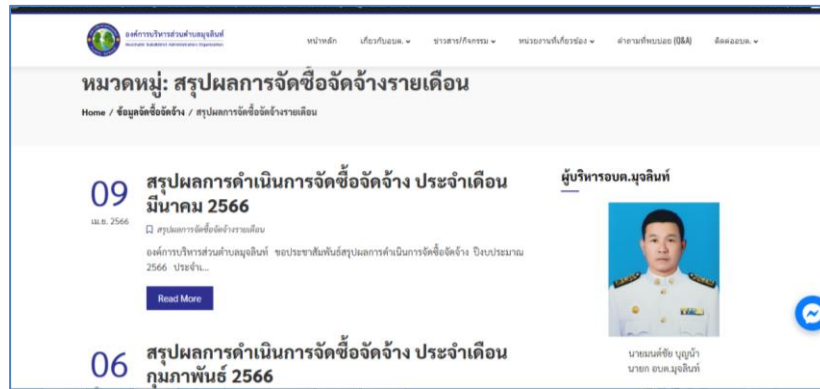 องค์การบริหารส่วนตำบลมุจลินท์
หน้าหลัก เกี่ยวกับอบต. ข่าวสาร/กิจกรรม หน่วยงานที่เกี่ยวข้อง คำถามที่พบบ่อย (Q&A) ติดต่ออบต.
หมวดหมู่: สรุปผลการจัดซื้อจัดจ้างรายเดือน
Home / ข้อมูลจัดซื้อจัดจ้าง / สรุปผลการจัดซื้อจัดจ้างรายเดือน
09
เม.ย. 2566
สรุปผลการดำเนินการจัดซื้อจัดจ้าง ประจำเดือน
มีนาคม 2566
สรุปผลการจัดซื้อจัดจ้างรายเดือน
องค์การบริหารส่วนตำบลมุจลินท์ ขอประชาสัมพันธ์สรุปผลการดำเนินการจัดซื้อจัดจ้าง ปีงบประมาณ
2566 ประจำเ...
Read More
06
สรุปผลการดำเนินการจัดซื้อจัดจ้าง ประจำเดือน
กุมภาพันธ์ 2566
ผู้บริหารอบต.มุจลินท์
นายมนต์ชัย บุญน้ำ
นายก อบต.มุจลินท์